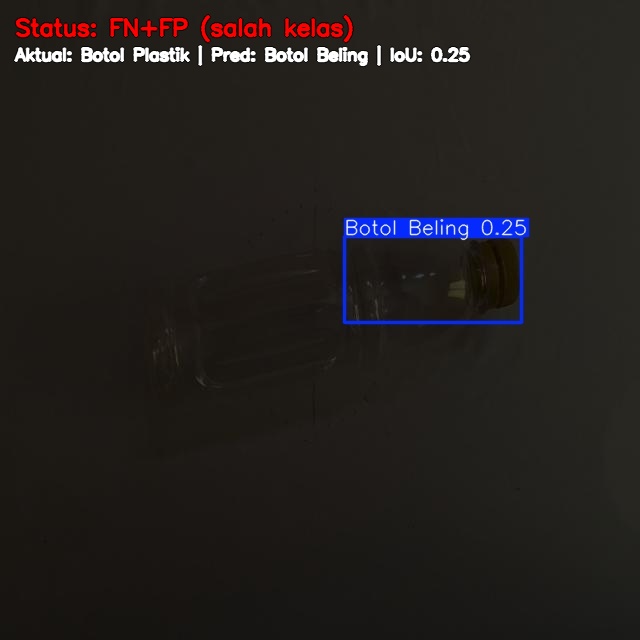 Status: FN+FP (salah kelas)
Aktual: Botol Plastik | Pred: Botol Beling | IoU: 0.25
Botol Beling 0.25